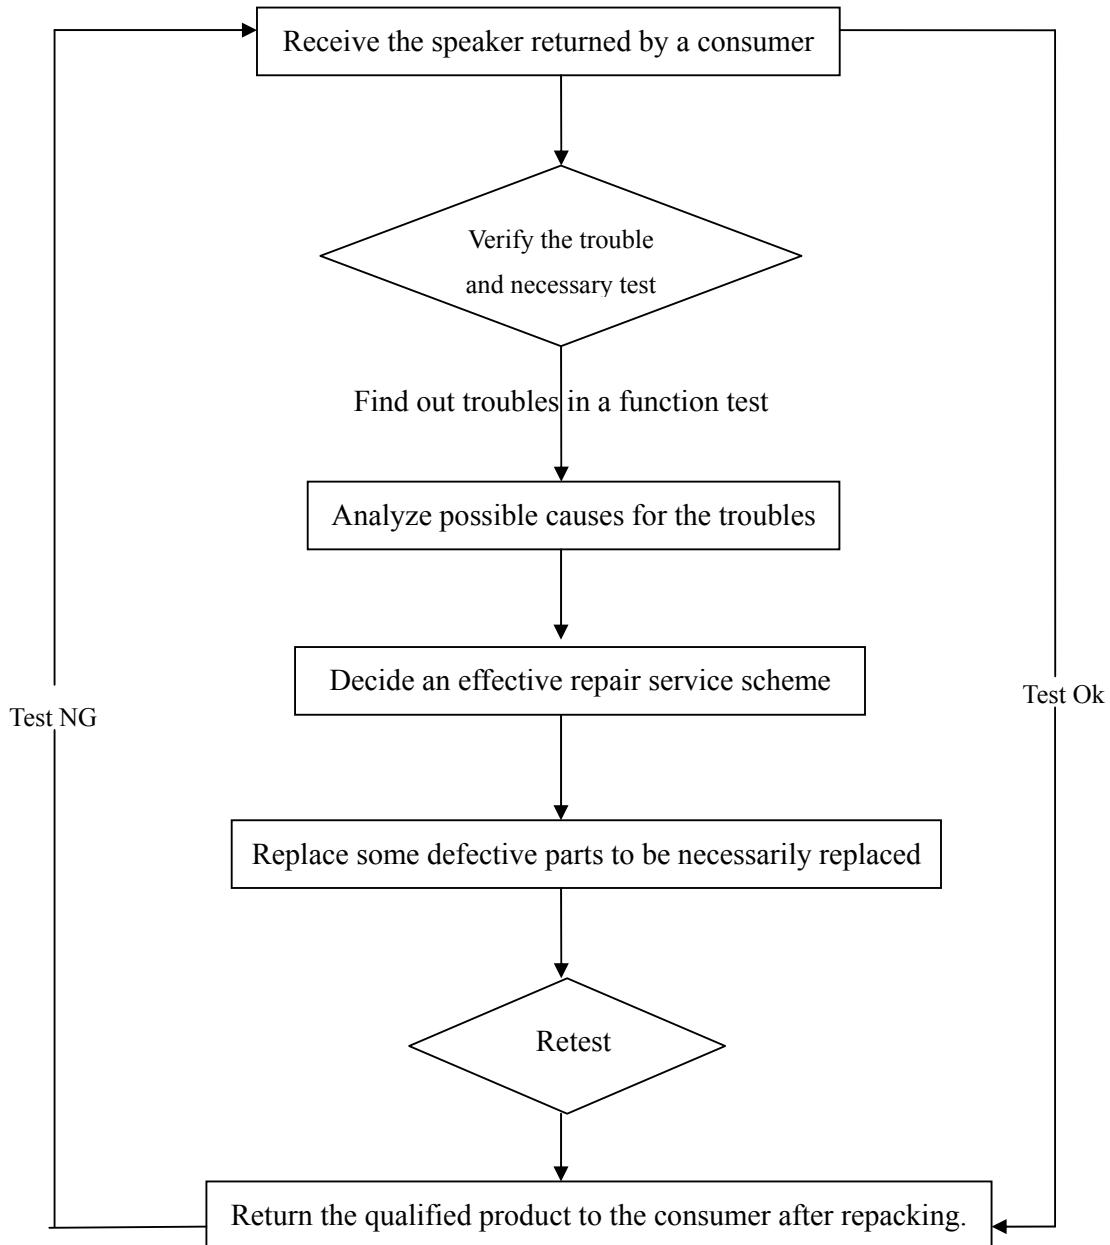 Receive the speaker returned by a consumer
Verify the trouble
and necessary test
Find out troubles in a function test
Analyze possible causes for the troubles
Decide an effective repair service scheme
Test NG
Test Ok
Replace some defective parts to be necessarily replaced
Retest
Return the qualified product to the consumer after repacking.